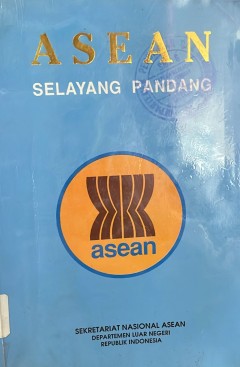 ASEAN
SELAYANG PANDANG
asean
SEKRETARIAT NASIONAL ASEAN
DEPARTEMEN LUAR NEGERI
REPUBLIK INDONESIA